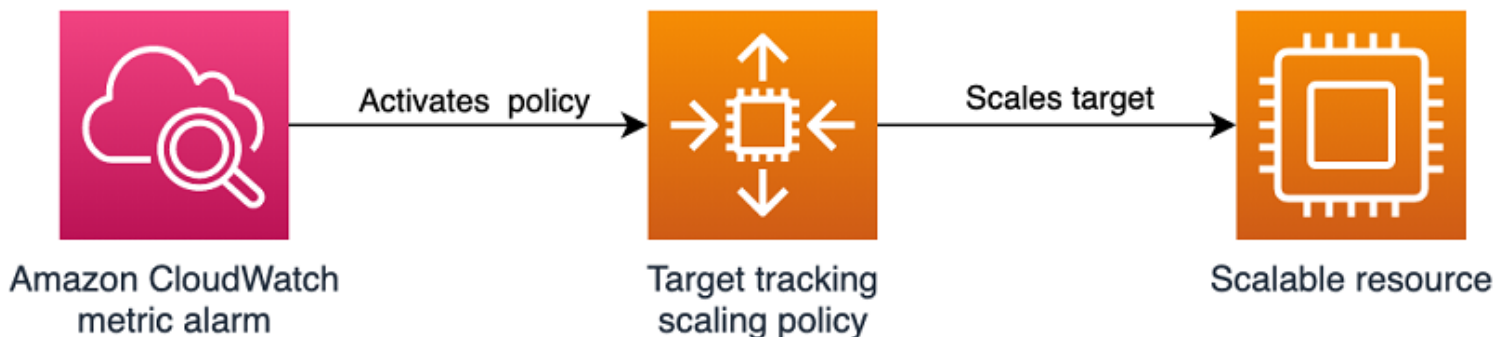 Activates  policy
Scales target
Amazon CloudWatch
metric alarm
Target tracking
scaling policy
Scalable resource